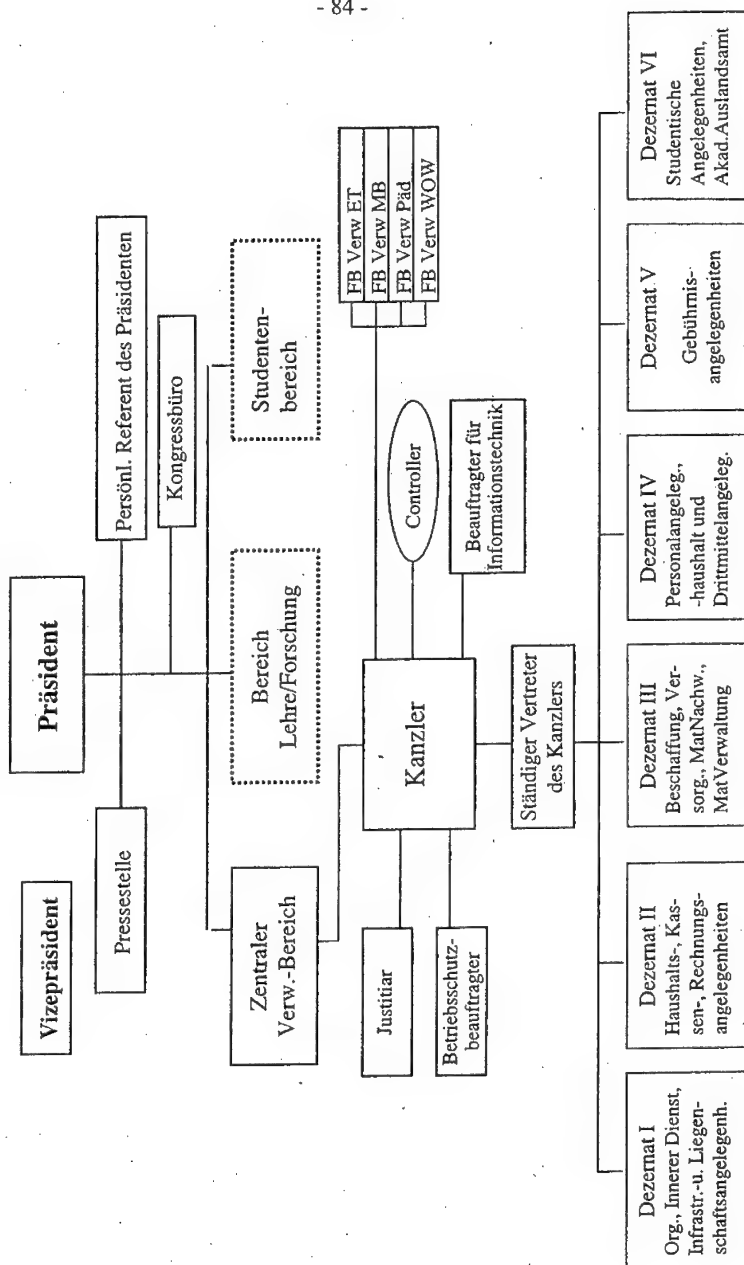 - 84 -
Vizepräsident
Präsident
Pressestelle
Persönl. Referent des Präsidenten
Kongressbüro
Zentraler
Verw.-Bereich
Bereich
Lehre/Forschung
Studenten-
bereich
FB Verw ET
FB Verw MB
FB Verw Päd
FB Verw WOW
Justitiar
Kanzler
Controller
Betriebsschutz-
beauftragter
Beauftragter für
Informationstechnik
Ständiger Vertreter
des Kanzlers
Dezernat I
Org., Innerer Dienst,
Infrastr.-u. Liegen-
schaftsangelegenh.
Dezernat II
Haushalts-, Kas-
sen-, Rechnungs-
angelegenheiten
Dezernat III
Beschaffung, Ver-
sorg., MatNachw.,
MatVerwaltung
Dezernat IV
Personalangeleg.,
-haushalt und
Drittmittelangeleg.
Dezernat V
Gebührnis-
angelegenheiten
Dezernat VI
Studentische
Angelegenheiten,
Akad.Auslandsamt